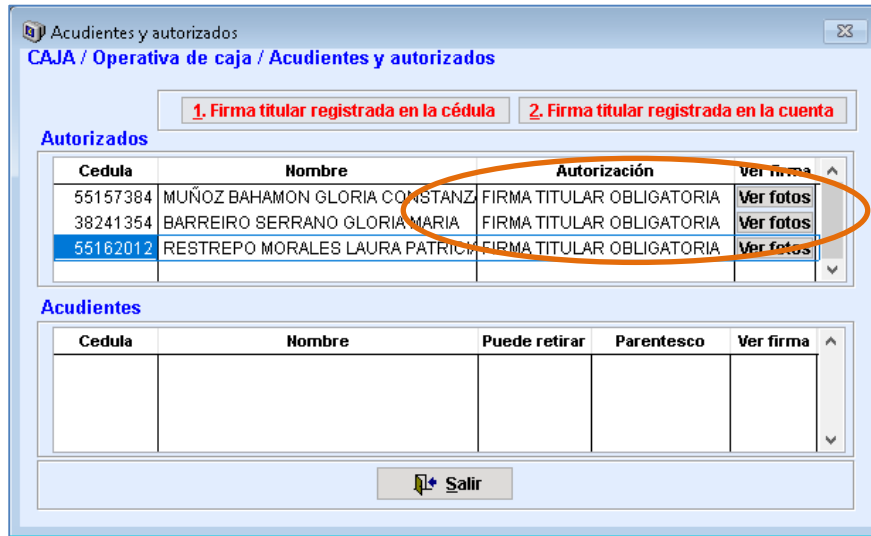 Acudientes y autorizados
CAJA / Operativa de caja / Acudientes y autorizados
1. Firma titular registrada en la cédula 2. Firma titular registrada en la cuenta
Autorizados
Cedula Nombre Autorización Ver firma
55157384 MUÑOZ BAHAMON GLORIA CONSTANZA FIRMA TITULAR OBLIGATORIA Ver fotos
38241354 BARREIRO SERRANO GLORIA MARIA FIRMA TITULAR OBLIGATORIA Ver fotos
55162012 RESTREPO MORALES LAURA PATRICIA FIRMA TITULAR OBLIGATORIA Ver fotos
Acudientes
Cedula Nombre Puede retirar Parentesco Ver firma
Salir